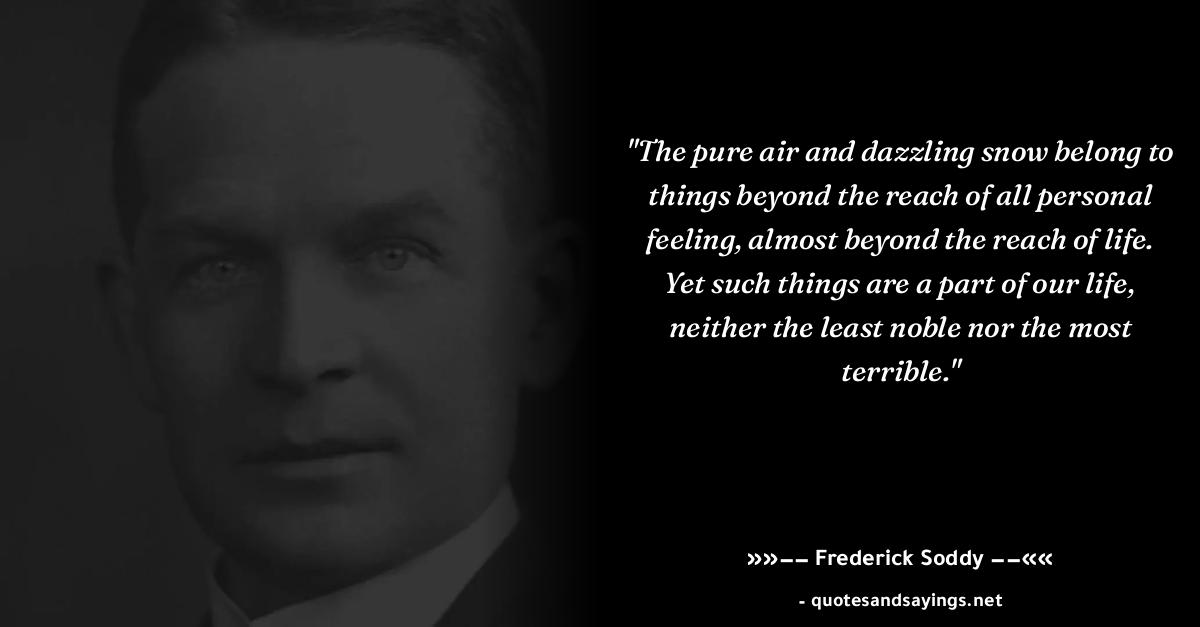 "The pure air and dazzling snow belong to
things beyond the reach of all personal
feeling, almost beyond the reach of life.
Yet such things are a part of our life,
neither the least noble nor the most
terrible."
»»–– Frederick Soddy ––««
- quotesandsayings.net